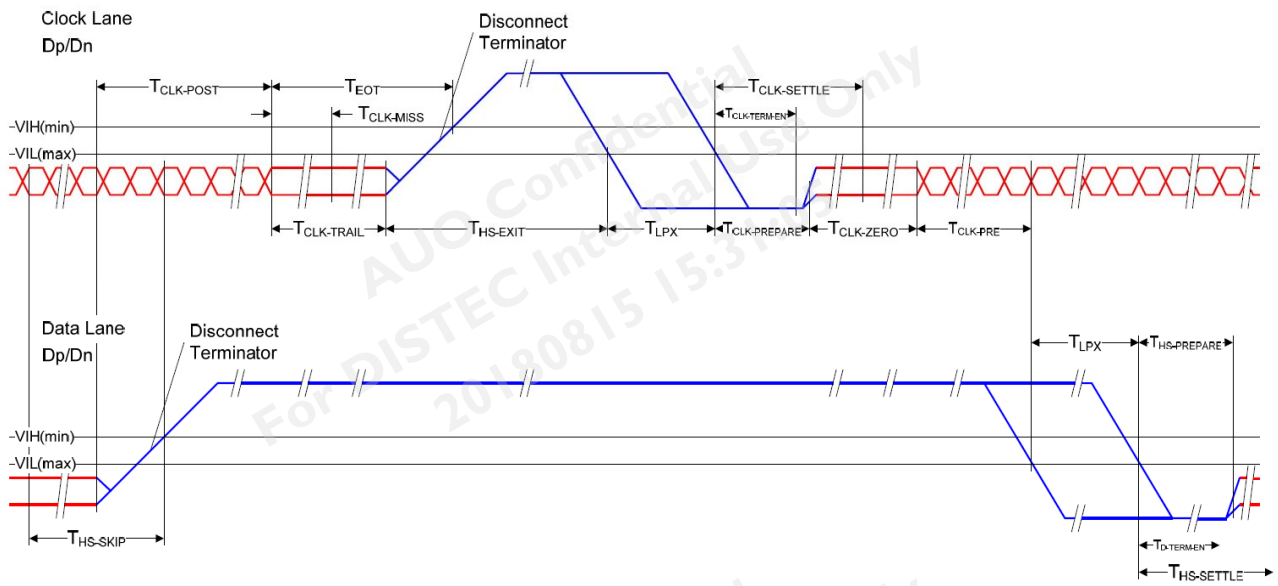 Clock Lane
Dp/Dn
Disconnect
Terminator
TCLK-POST
TEOT
TCLK-SETTLE
TCLK-MISS
TCLK-TERM-EN
VIH(min)
VIL(max)
TCLK-TRAIL
THS-EXIT
TLPX
TCLK-PREPARE
TCLK-ZERO
TCLK-PRE
AUO Confidential
For DISTEC Internal Use Only
20180815 15:31:05
Data Lane
Dp/Dn
Disconnect
Terminator
TLPX
THS-PREPARE
VIH(min)
VIL(max)
THS-SKIP
TD-TERM-EN
THS-SETTLE